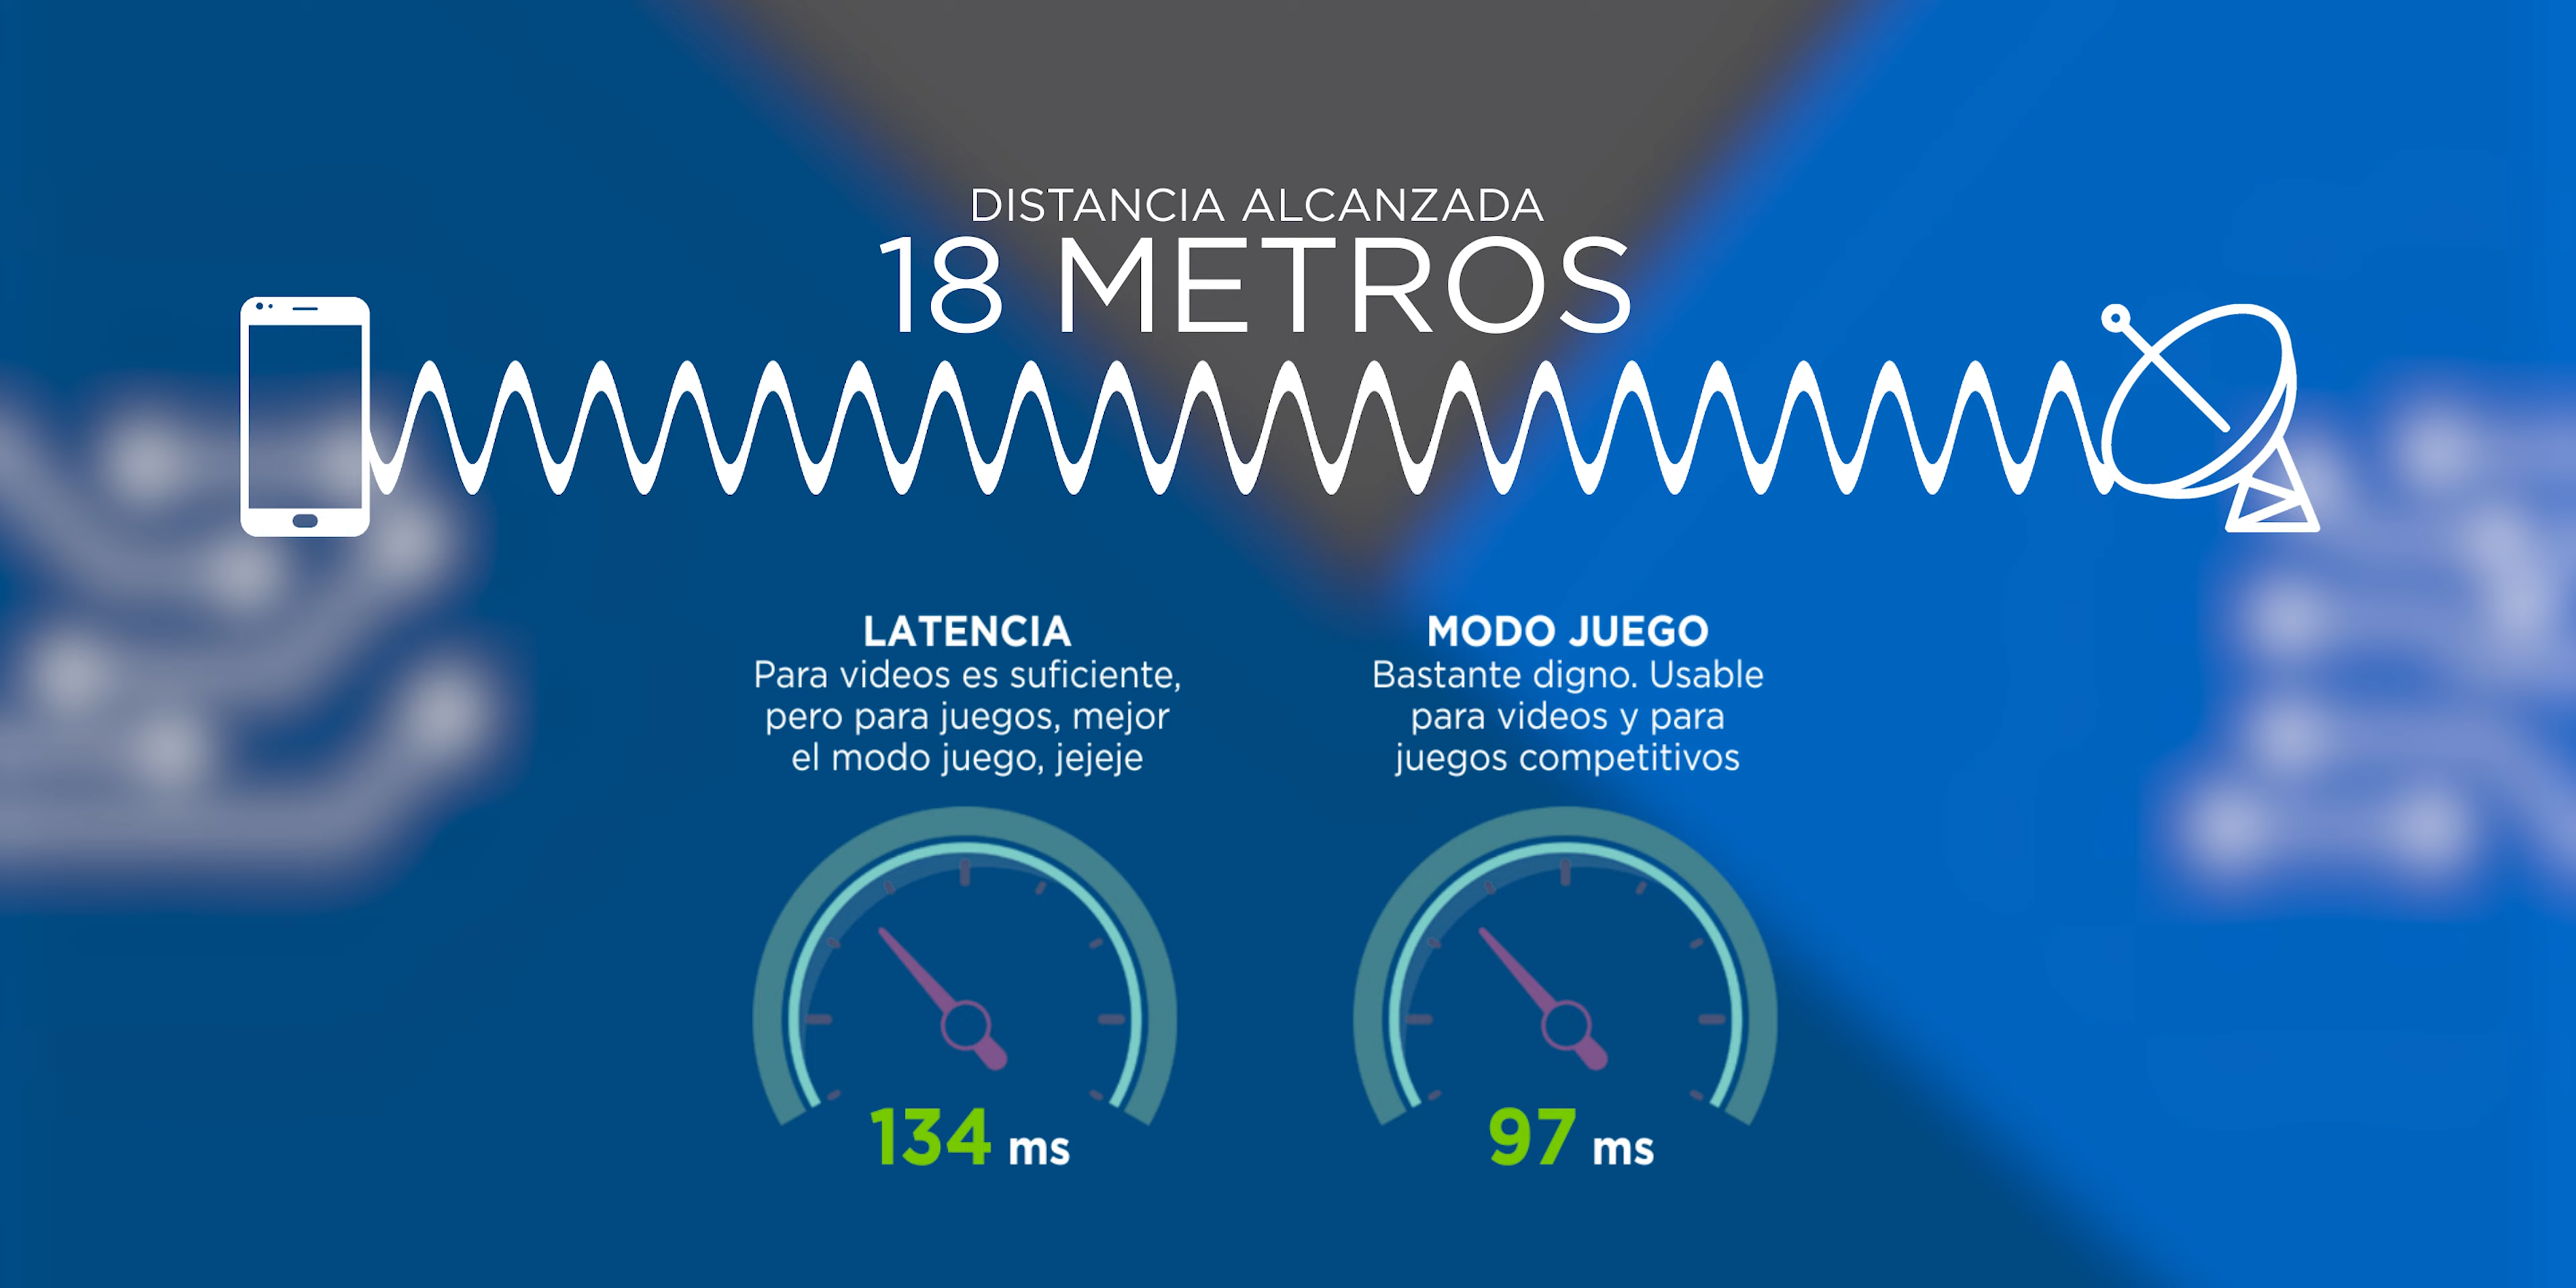 DISTANCIA ALCANZADA
18 METROS
LATENCIA
Para videos es suficiente,
pero para juegos, mejor
el modo juego, jejeje
134 ms
MODO JUEGO
Bastante digno. Usable
para videos y para
juegos competitivos
97 ms